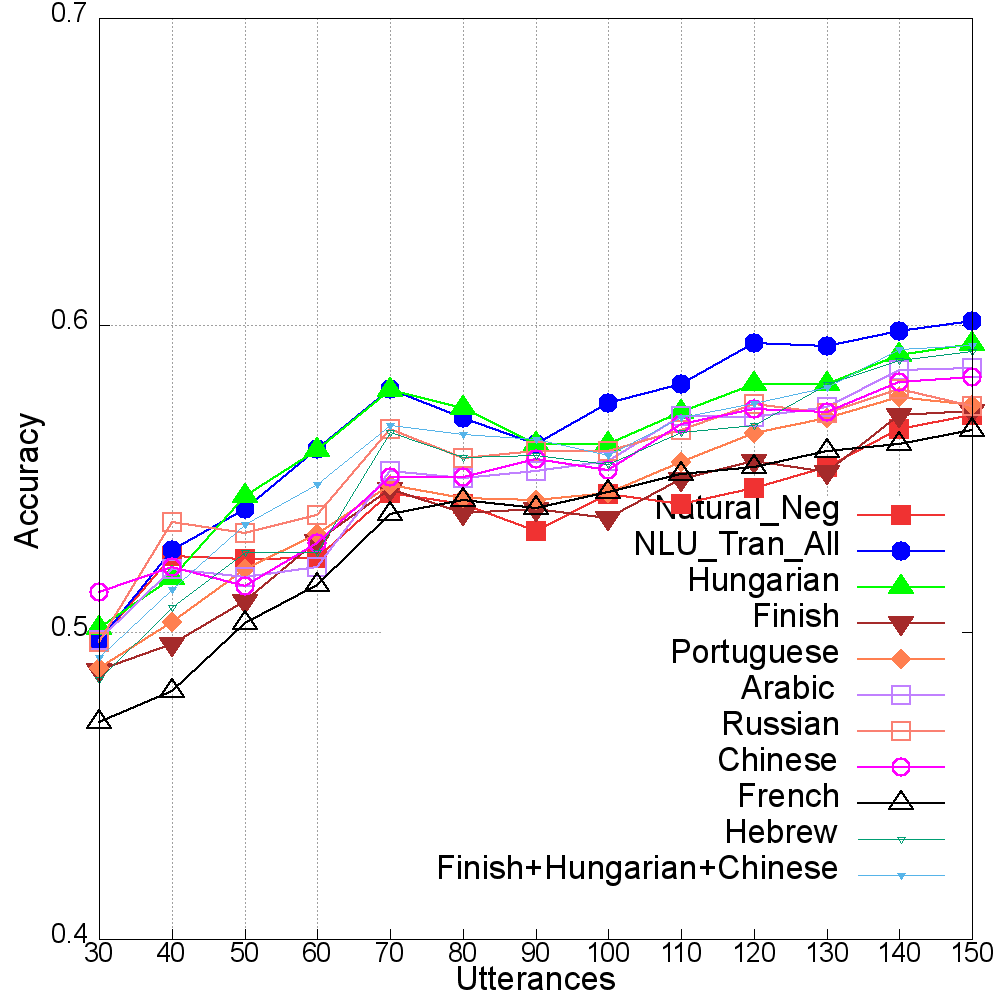 0.7
0.6
0.5
0.4
Accuracy
Natural_Neg
NLU_Tran_All
Hungarian
Finish
Portuguese
Arabic
Russian
Chinese
French
Hebrew
Finish+Hungarian+Chinese
30 40 50 60 70 80 90 100 110 120 130 140 150
Utterances